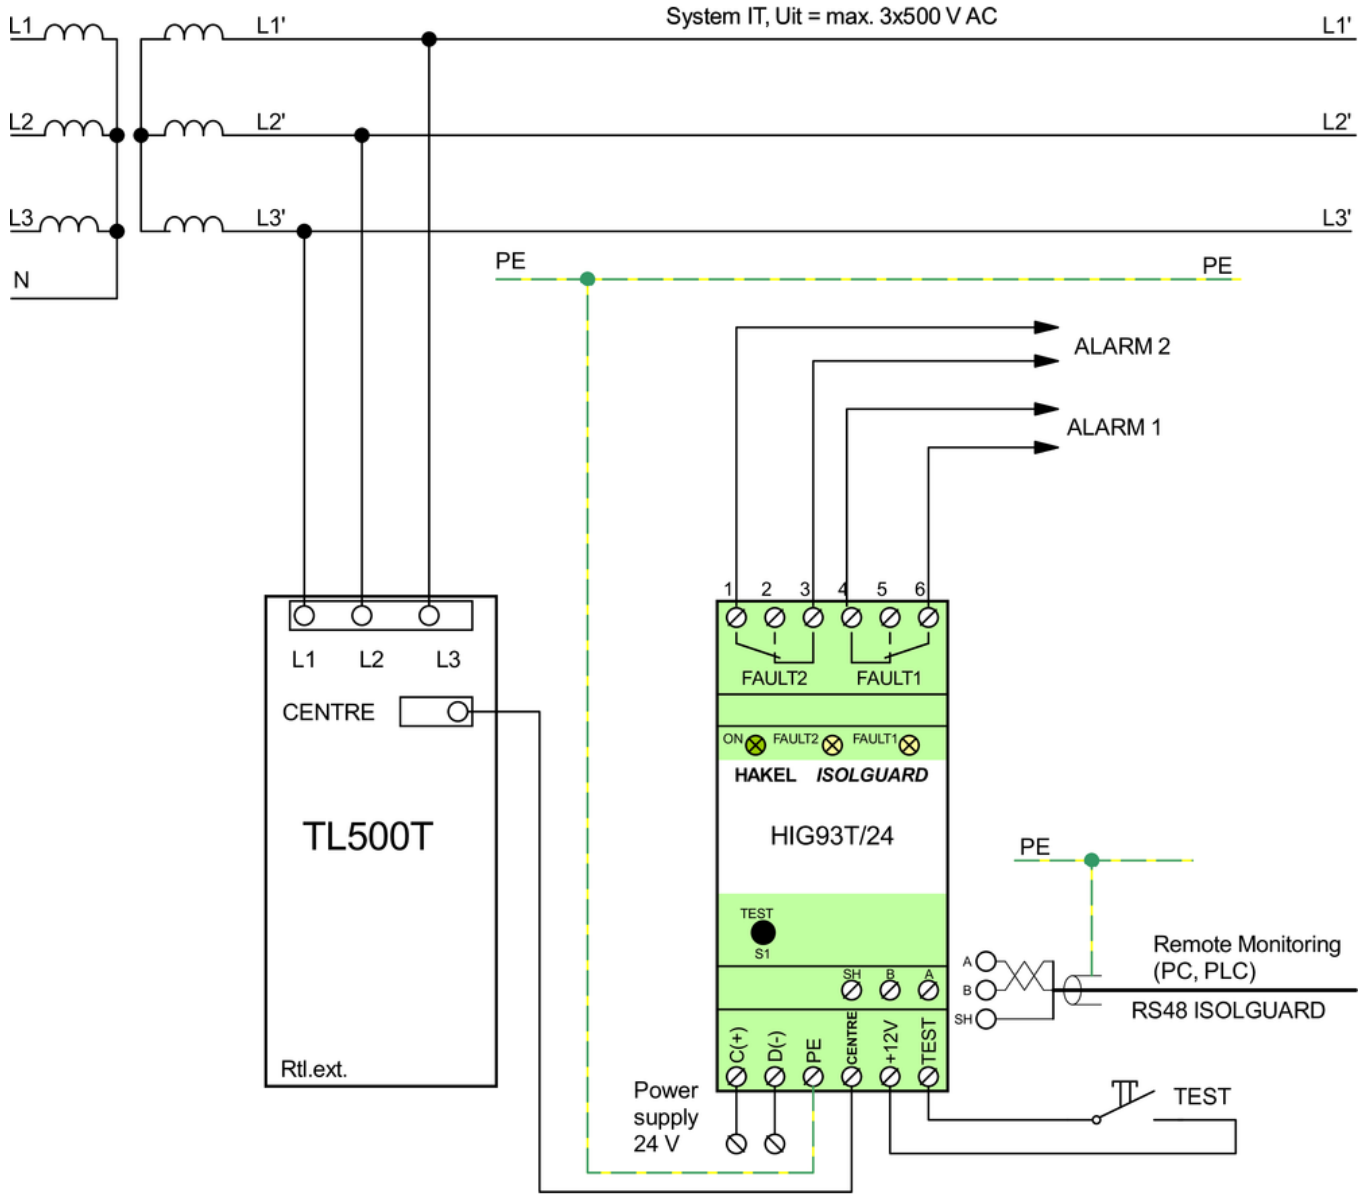 System IT, Uit = max. 3x500 V AC
L1 L1' L1'
L2 L2' L2'
L3 L3' L3'
N
PE PE
ALARM 2
ALARM 1
1 2 3 4 5 6
FAULT2 FAULT1
L1 L2 L3
CENTRE
ON FAULT2 FAULT1
HAKEL ISOLGUARD
TL500T
HIG93T/24
PE
TEST
S1
SH B A
A
B
SH
Remote Monitoring
(PC, PLC)
RS48 ISOLGUARD
C(+) D(-) PE CENTRE +12V TEST
Rtl.ext.
Power
supply
24 V
TEST